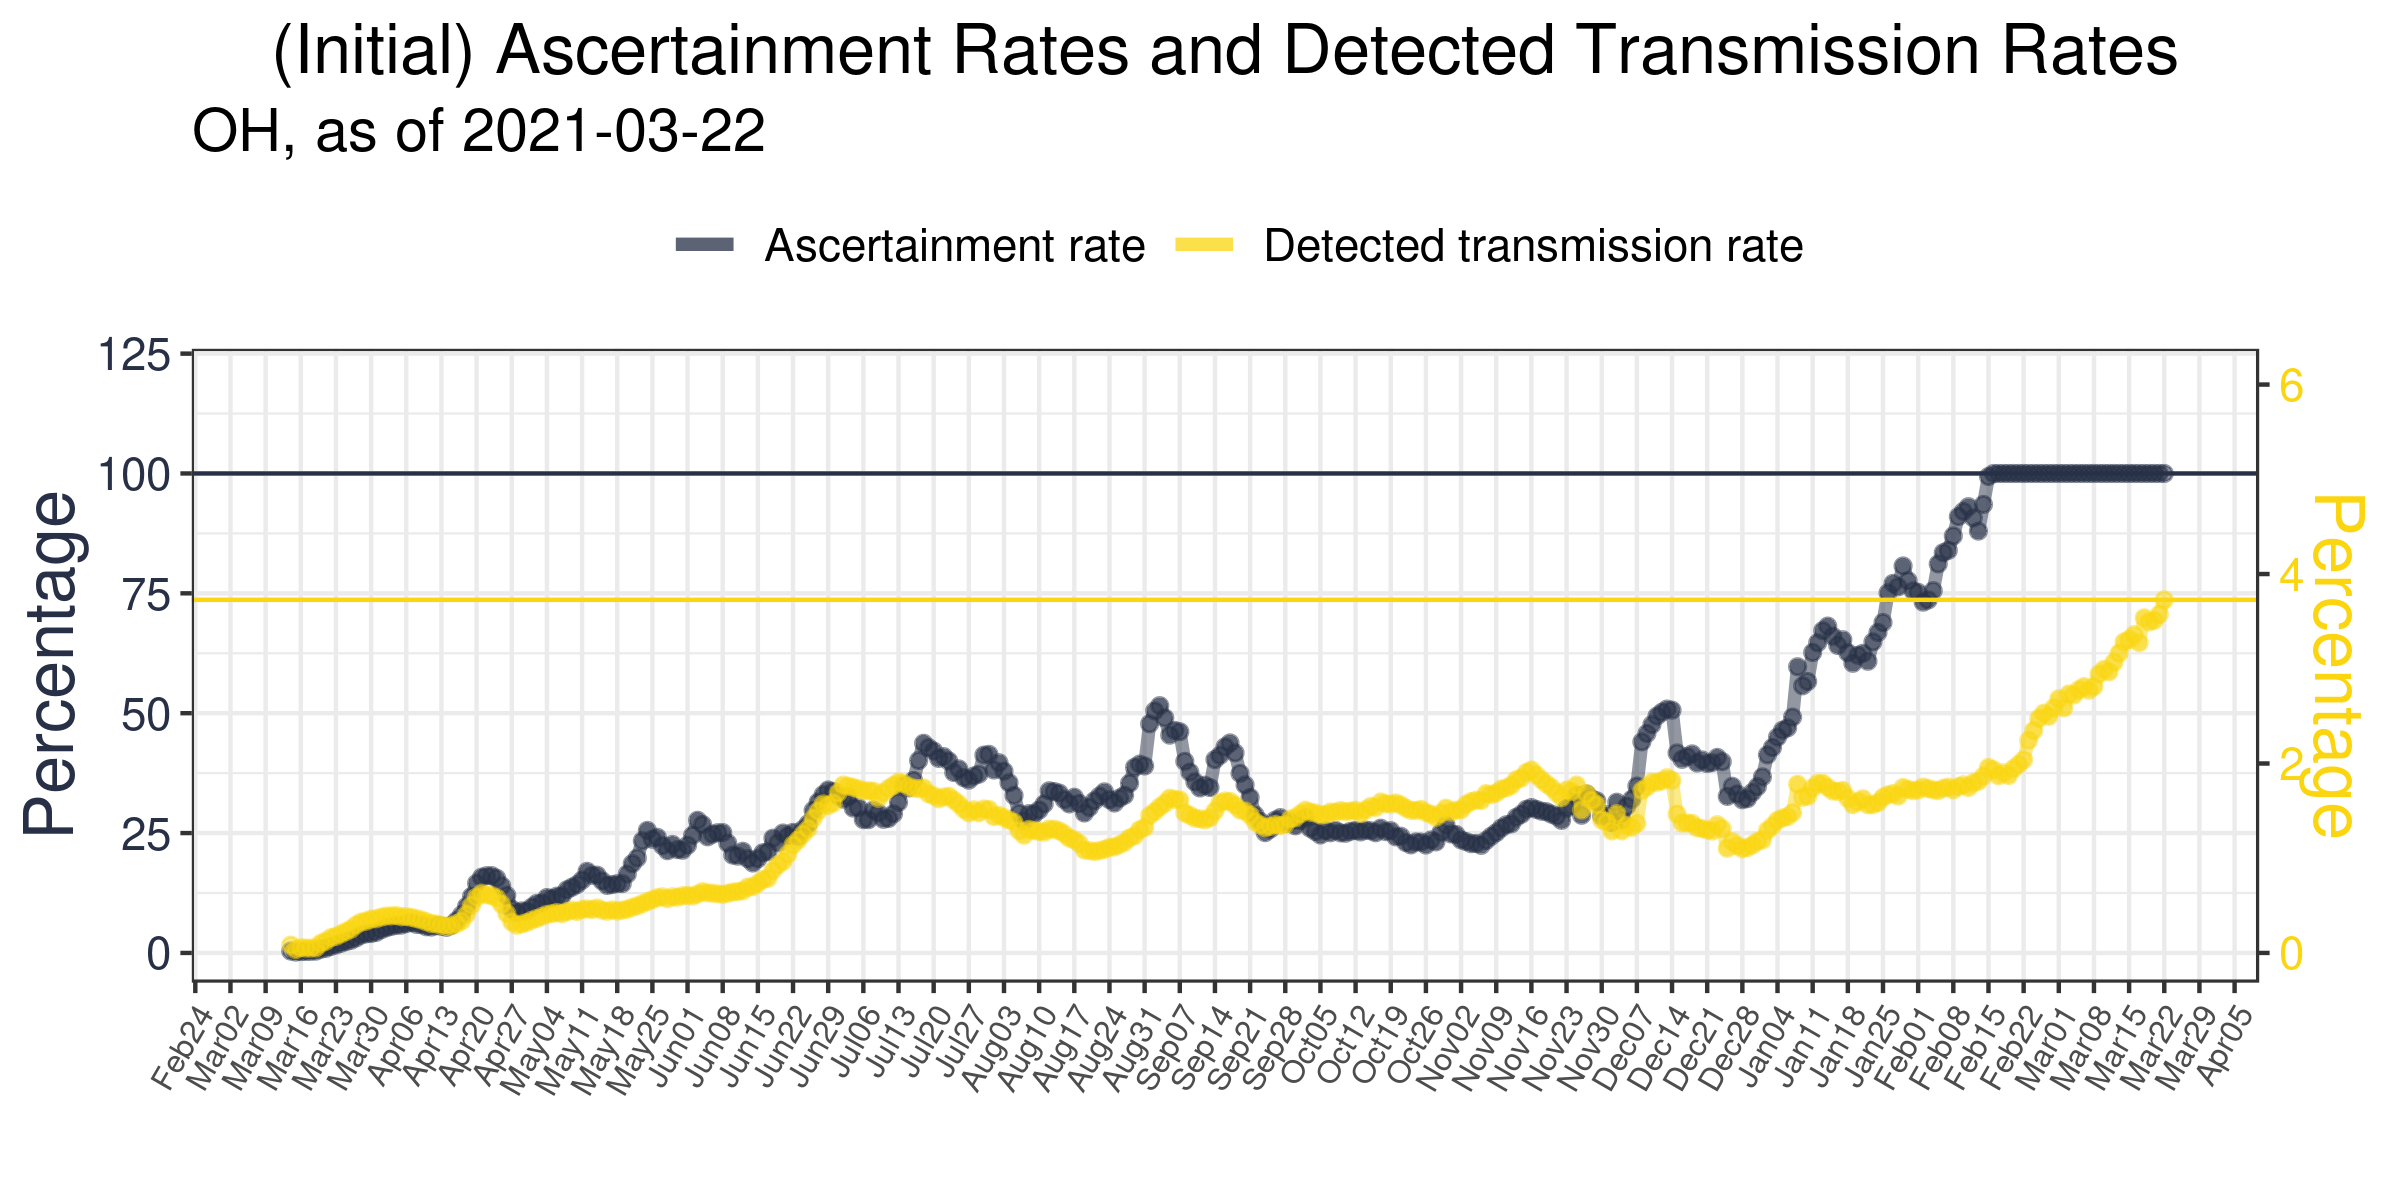 (Initial) Ascertainment Rates and Detected Transmission Rates
OH, as of 2021-03-22
Ascertainment rate
Detected transmission rate
125
100
75
50
25
0
Percentage
6
4
2
0
Percentage
Feb24
Mar02
Mar09
Mar16
Mar23
Mar30
Apr06
Apr13
Apr20
Apr27
May04
May11
May18
May25
Jun01
Jun08
Jun15
Jun22
Jun29
Jul06
Jul13
Jul20
Jul27
Aug03
Aug10
Aug17
Aug24
Aug31
Sep07
Sep14
Sep21
Sep28
Oct05
Oct12
Oct19
Oct26
Nov02
Nov09
Nov16
Nov23
Nov30
Dec07
Dec14
Dec21
Dec28
Jan04
Jan11
Jan18
Jan25
Feb01
Feb08
Feb15
Feb22
Mar01
Mar08
Mar15
Mar22
Mar29
Apr05